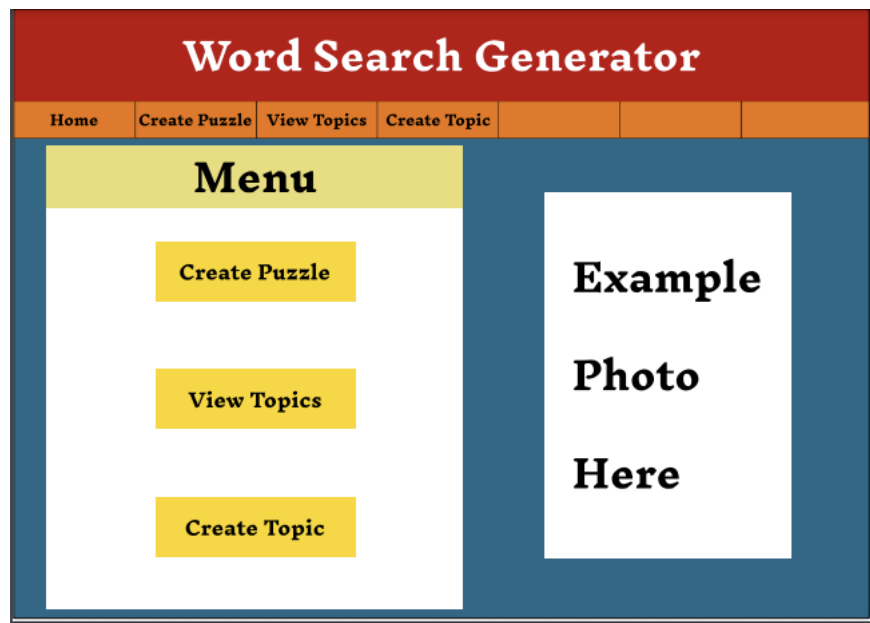 Word Search Generator
Home
Create Puzzle
View Topics
Create Topic
Menu
Create Puzzle
View Topics
Create Topic
Example
Photo
Here